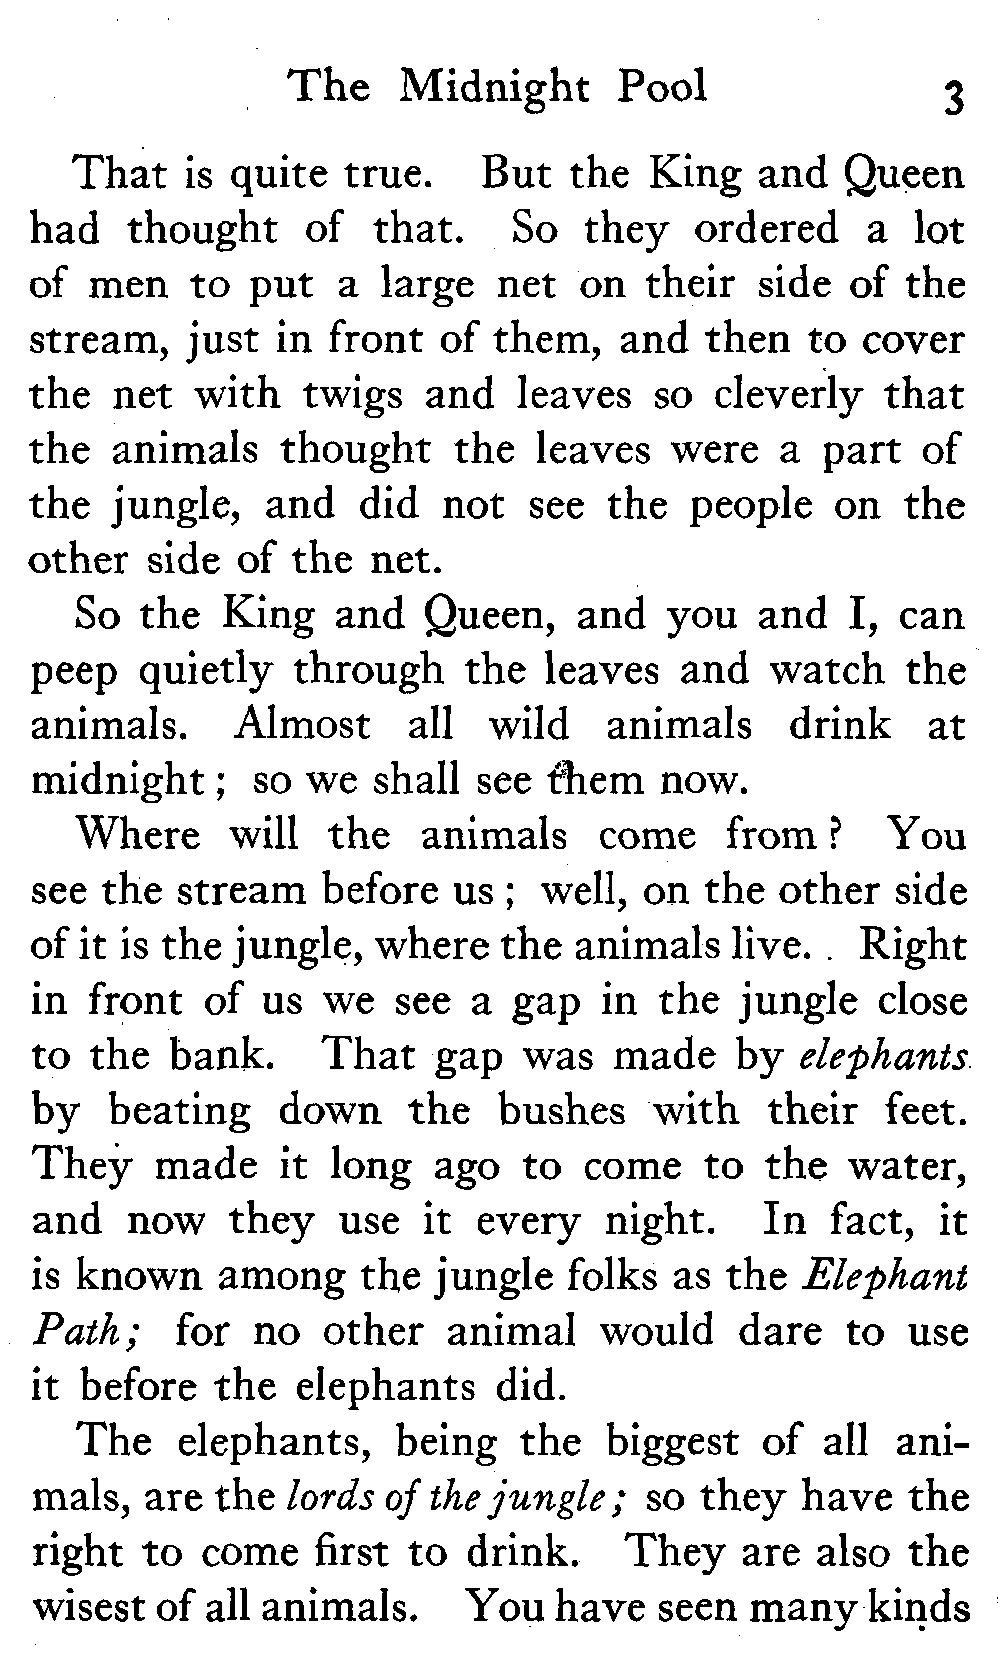 The Midnight Pool 3
That is quite true. But the King and Queen
had thought of that. So they ordered a lot
of men to put a large net on their side of the
stream, just in front of them, and then to cover
the net with twigs and leaves so cleverly that
the animals thought the leaves were a part of
the jungle, and did not see the people on the
other side of the net.
So the King and Queen, and you and I, can
peep quietly through the leaves and watch the
animals. Almost all wild animals drink at
midnight ; so we shall see them now.
Where will the animals come from ? You
see the stream before us ; well, on the other side
of it is the jungle, where the animals live. . Right
in front of us we see a gap in the jungle close
to the bank. That gap was made by elephants
by beating down the bushes with their feet.
They made it long ago to come to the water,
and now they use it every night. In fact, it
is known among the jungle folks as the Elephant
Path ; for no other animal would dare to use
it before the elephants did.
The elephants, being the biggest of all ani-
mals, are the lords of the jungle ; so they have the
right to come first to drink. They are also the
wisest of all animals. You have seen many kinds